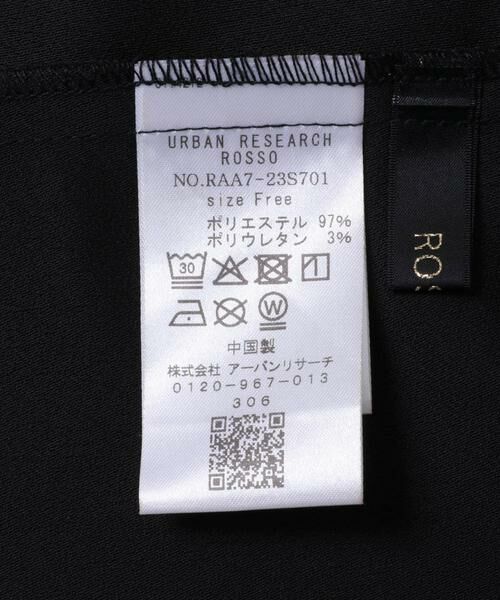 URBAN RESEARCH
ROSSO
NO.RAA7-23S701
size Free
ポリエステル 97%
ポリウレタン 3%
30
W
中国製
株式会社 アーバンリサーチ
0120-967-013
306
ROS